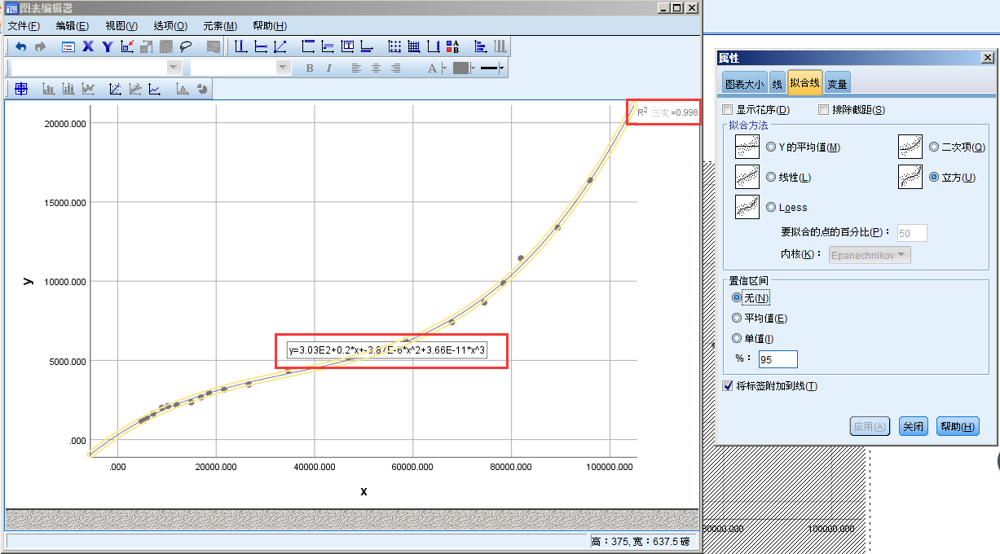 图表编辑器
文件(F) 编辑(E) 视图(V) 选项(O) 元素(M) 帮助(H)
B I A
R² 三次 =0.998
20000.000
15000.000
10000.000
5000.000
.000
y
y=3.03E2+0.2*x+-3.87E-6*x^2+3.66E-11*x^3
.000 20000.000 40000.000 60000.000 80000.000 100000.000
x
高：375, 宽：637.5 磅
属性
图表大小 线 拟合线 变量
显示花序(D) 排除截距(S)
拟合方法
Y 的平均值(M) 二次项(Q)
线性(L) 立方(U)
Loess
要拟合的点的百分比(P)： 50
内核(K)： Epanechnikov
置信区间
无(N)
平均值(E)
单值(I)
%： 95
将标签附加到线(T)
应用(A) 关闭 帮助(H)
80000.000 100000.000